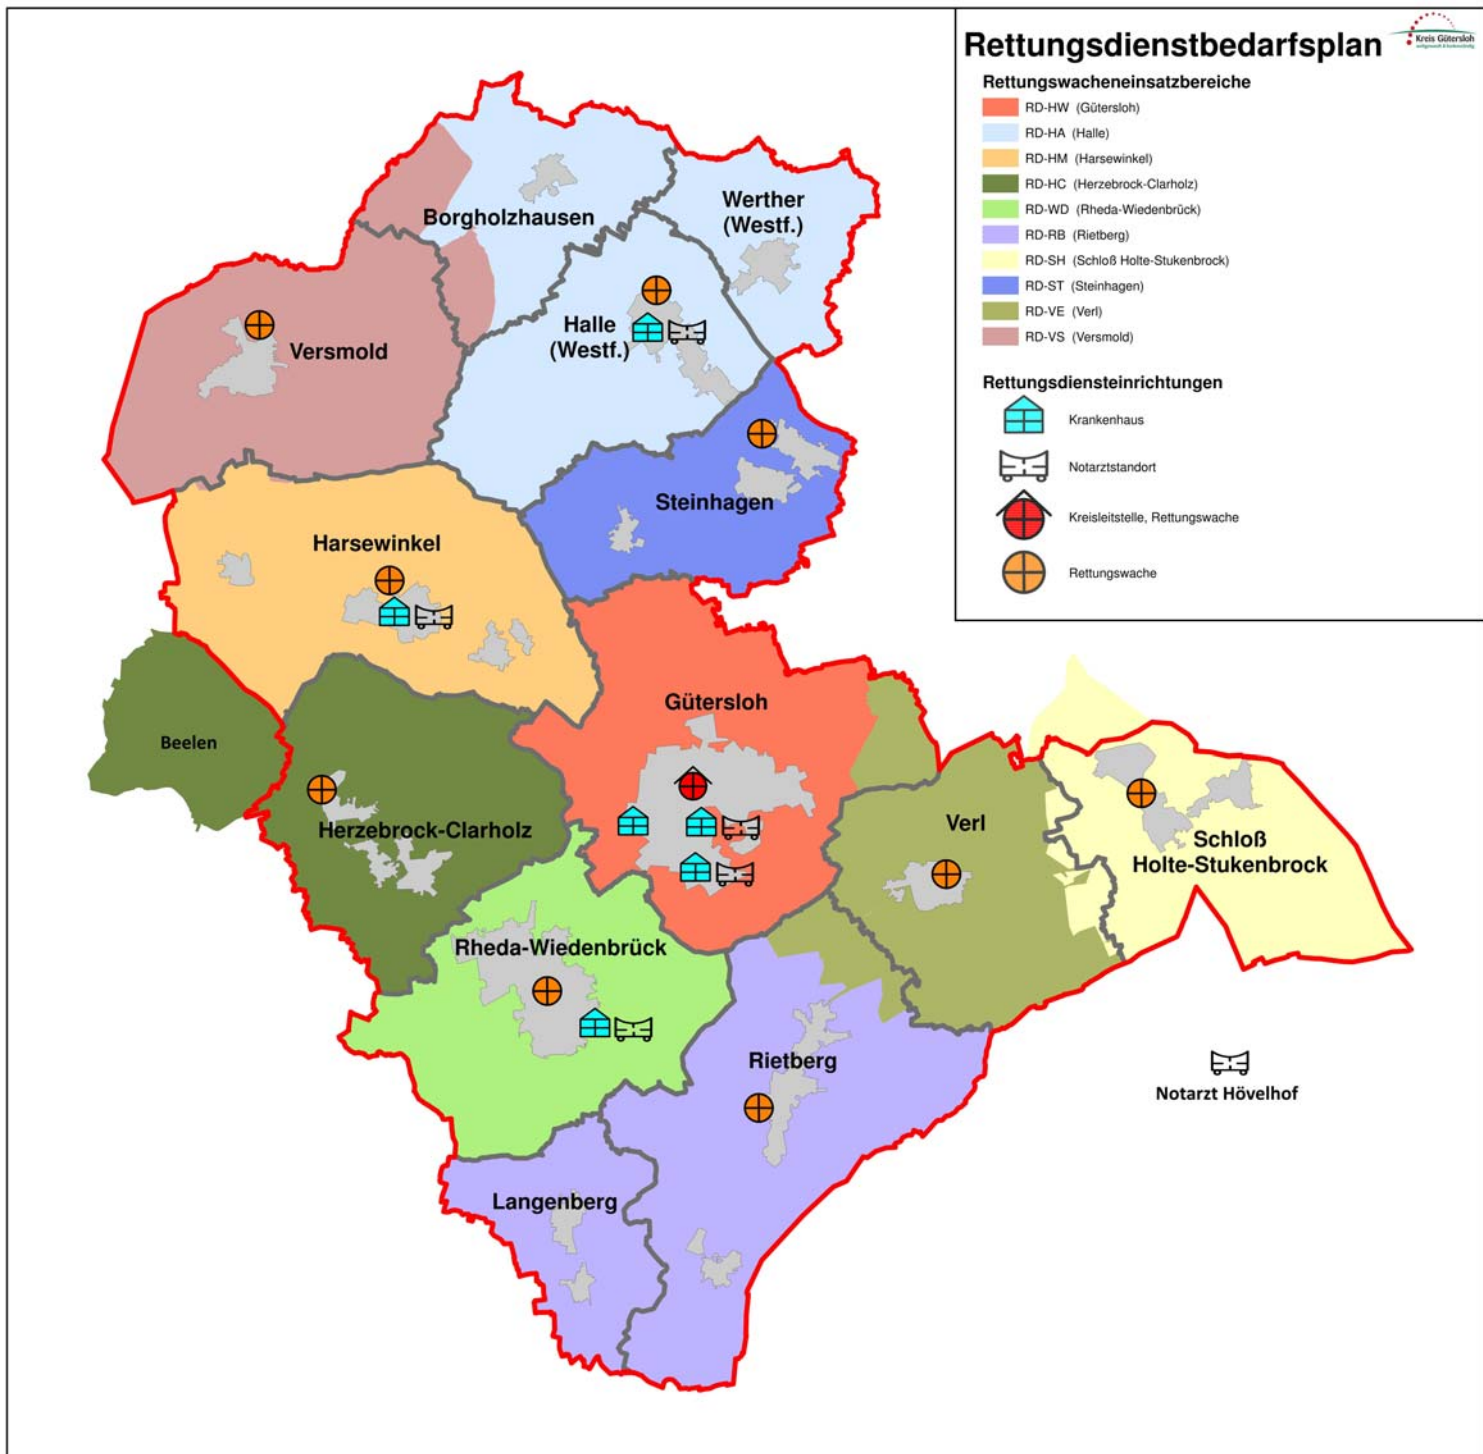 Rettungsdienstbedarfsplan
Kreis Gütersloh
Rettungswacheneinsatzbereiche
RD-HW (Gütersloh)
RD-HA (Halle)
RD-HM (Harsewinkel)
RD-HC (Herzebrock-Clarholz)
RD-WD (Rheda-Wiedenbrück)
RD-RB (Rietberg)
RD-SH (Schloß Holte-Stukenbrock)
RD-ST (Steinhagen)
RD-VE (Verl)
RD-VS (Versmold)
Rettungsdiensteinrichtungen
Krankenhaus
Notarztstandort
Kreisleitstelle, Rettungswache
Rettungswache
Borgholzhausen
Werther
(Westf.)
Halle
(Westf.)
Versmold
Steinhagen
Harsewinkel
Gütersloh
Beelen
Herzebrock-Clarholz
Verl
Schloß
Holte-Stukenbrock
Rheda-Wiedenbrück
Rietberg
Notarzt Hövelhof
Langenberg